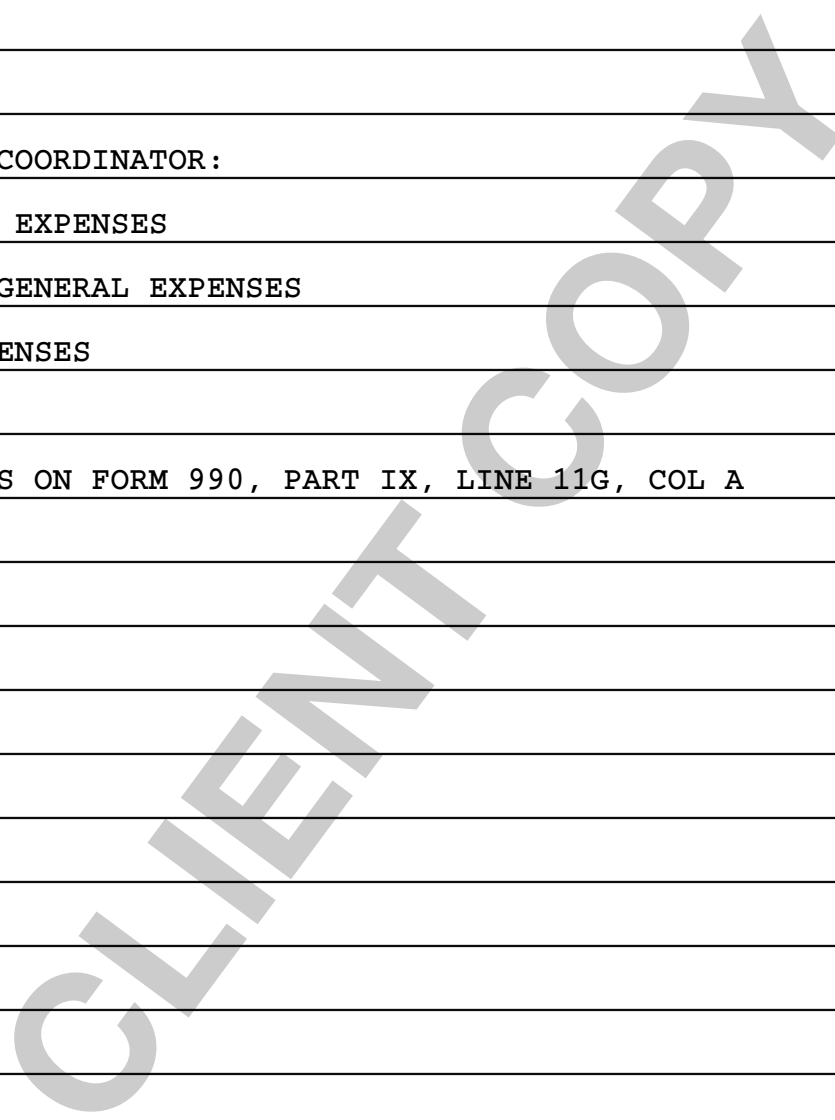 COORDINATOR:
EXPENSES
GENERAL EXPENSES
ENSES
S ON FORM 990, PART IX, LINE 11G, COL A
CLIENT COPY